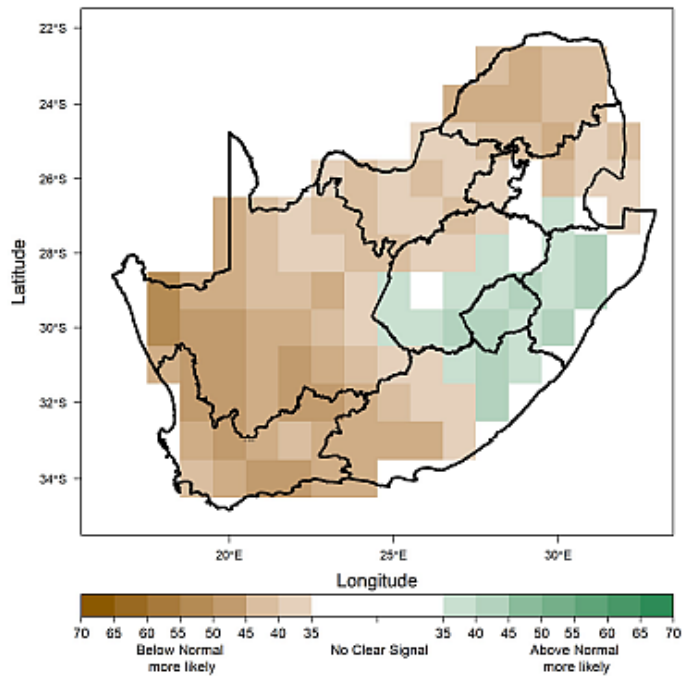 22°S
24°S
26°S
28°S
30°S
32°S
34°S
Latitude
20°E 25°E 30°E
Longitude
70 65 60 55 50 45 40 35 35 40 45 50 55 60 65 70
Below Normal No Clear Signal Above Normal
more likely more likely